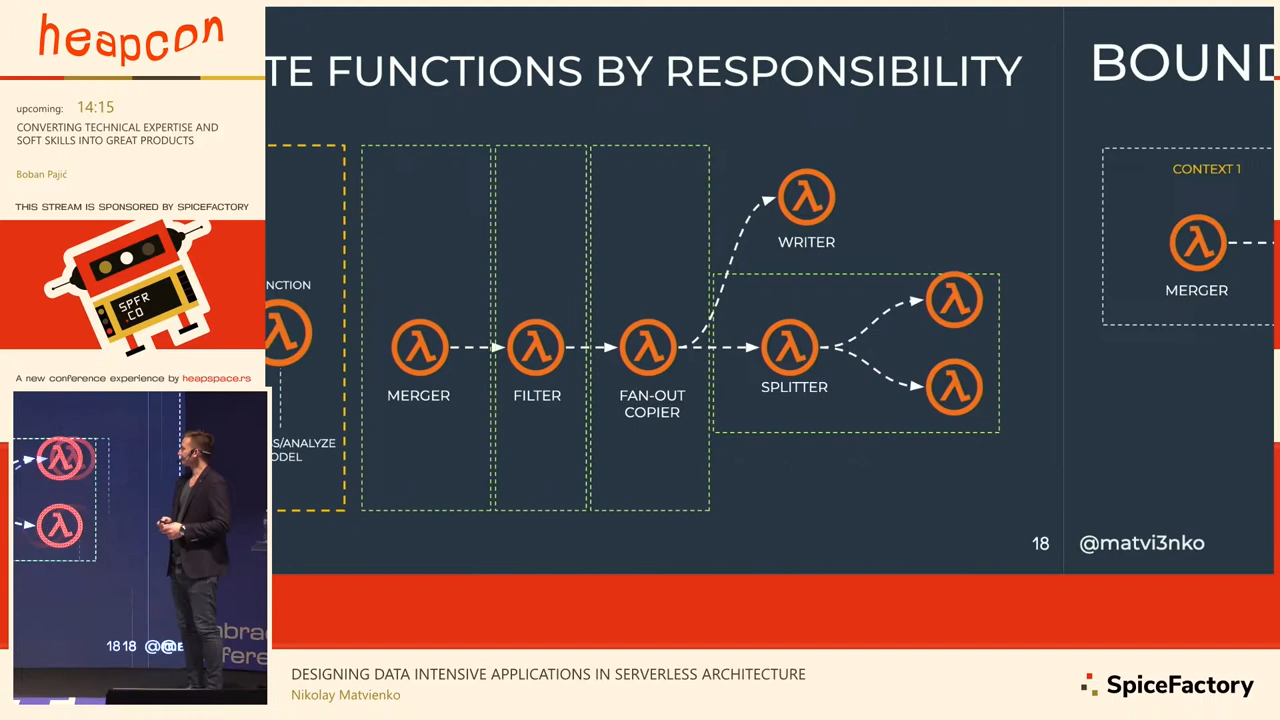 heapcon
upcoming: 14:15
CONVERTING TECHNICAL EXPERTISE AND
SOFT SKILLS INTO GREAT PRODUCTS
Boban Pajić
THIS STREAM IS SPONSORED BY SPICEFACTORY
SPFR
.CO
A new conference experience by heapspace.rs
TE FUNCTIONS BY RESPONSIBILITY
NCTION
S/ANALYZE
ODEL
MERGER
FILTER
FAN-OUT
COPIER
WRITER
SPLITTER
18
@matvi3nko
BOUND
CONTEXT 1
MERGER
1818
DESIGNING DATA INTENSIVE APPLICATIONS IN SERVERLESS ARCHITECTURE
Nikolay Matvienko
SpiceFactory